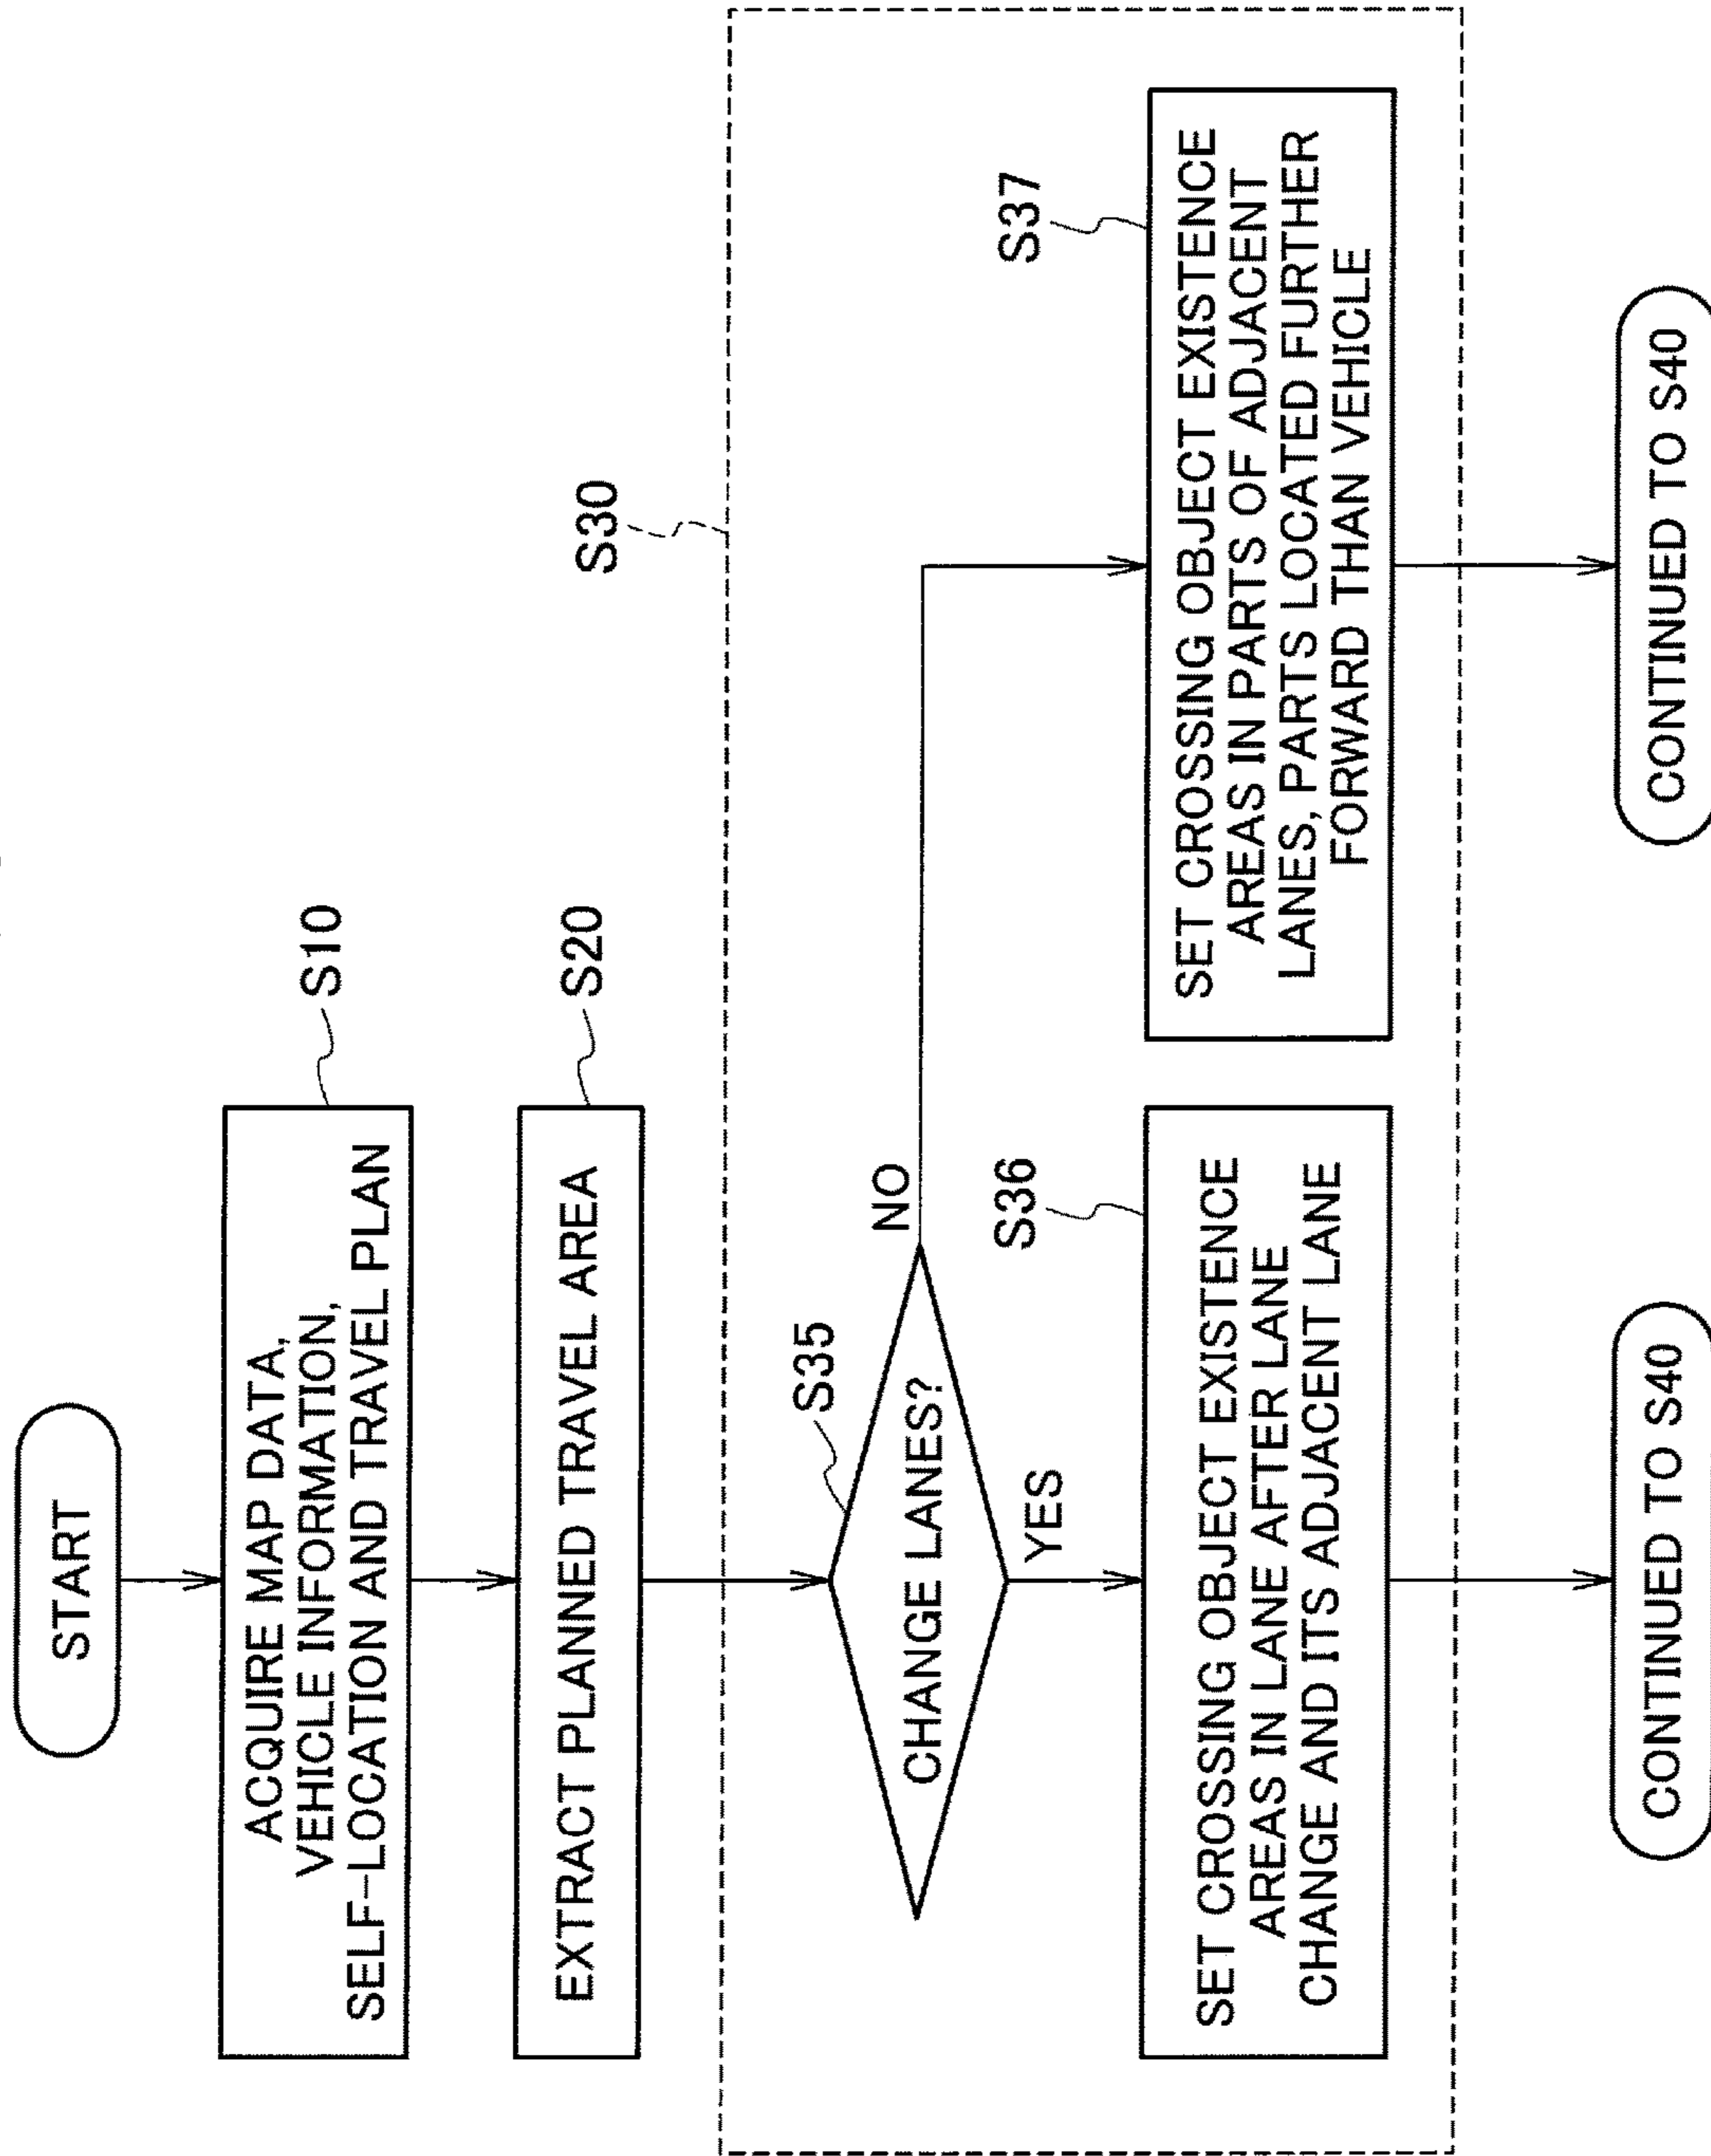 START
S10
ACQUIRE MAP DATA,
VEHICLE INFORMATION,
SELF-LOCATION AND TRAVEL PLAN
S20
EXTRACT PLANNED TRAVEL AREA
S30
S35
CHANGE LANES?
NO
YES
S36
SET CROSSING OBJECT EXISTENCE
AREAS IN LANE AFTER LANE
CHANGE AND ITS ADJACENT LANE
S37
SET CROSSING OBJECT EXISTENCE
AREAS IN PARTS OF ADJACENT
LANES, PARTS LOCATED FURTHER
FORWARD THAN VEHICLE
CONTINUED TO S40
CONTINUED TO S40